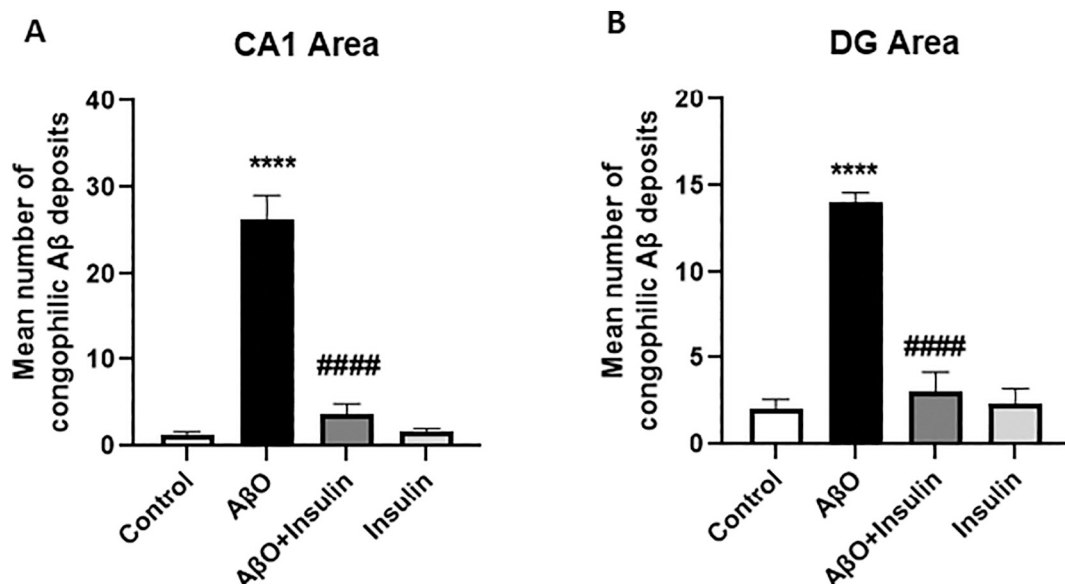 A
CA1 Area
Mean number of
congophilic Aβ deposits
40
30
20
10
0
****
####
Control
AβO
AβO+Insulin
Insulin
B
DG Area
Mean number of
congophilic Aβ deposits
20
15
10
5
0
****
####
Control
AβO
AβO+Insulin
Insulin